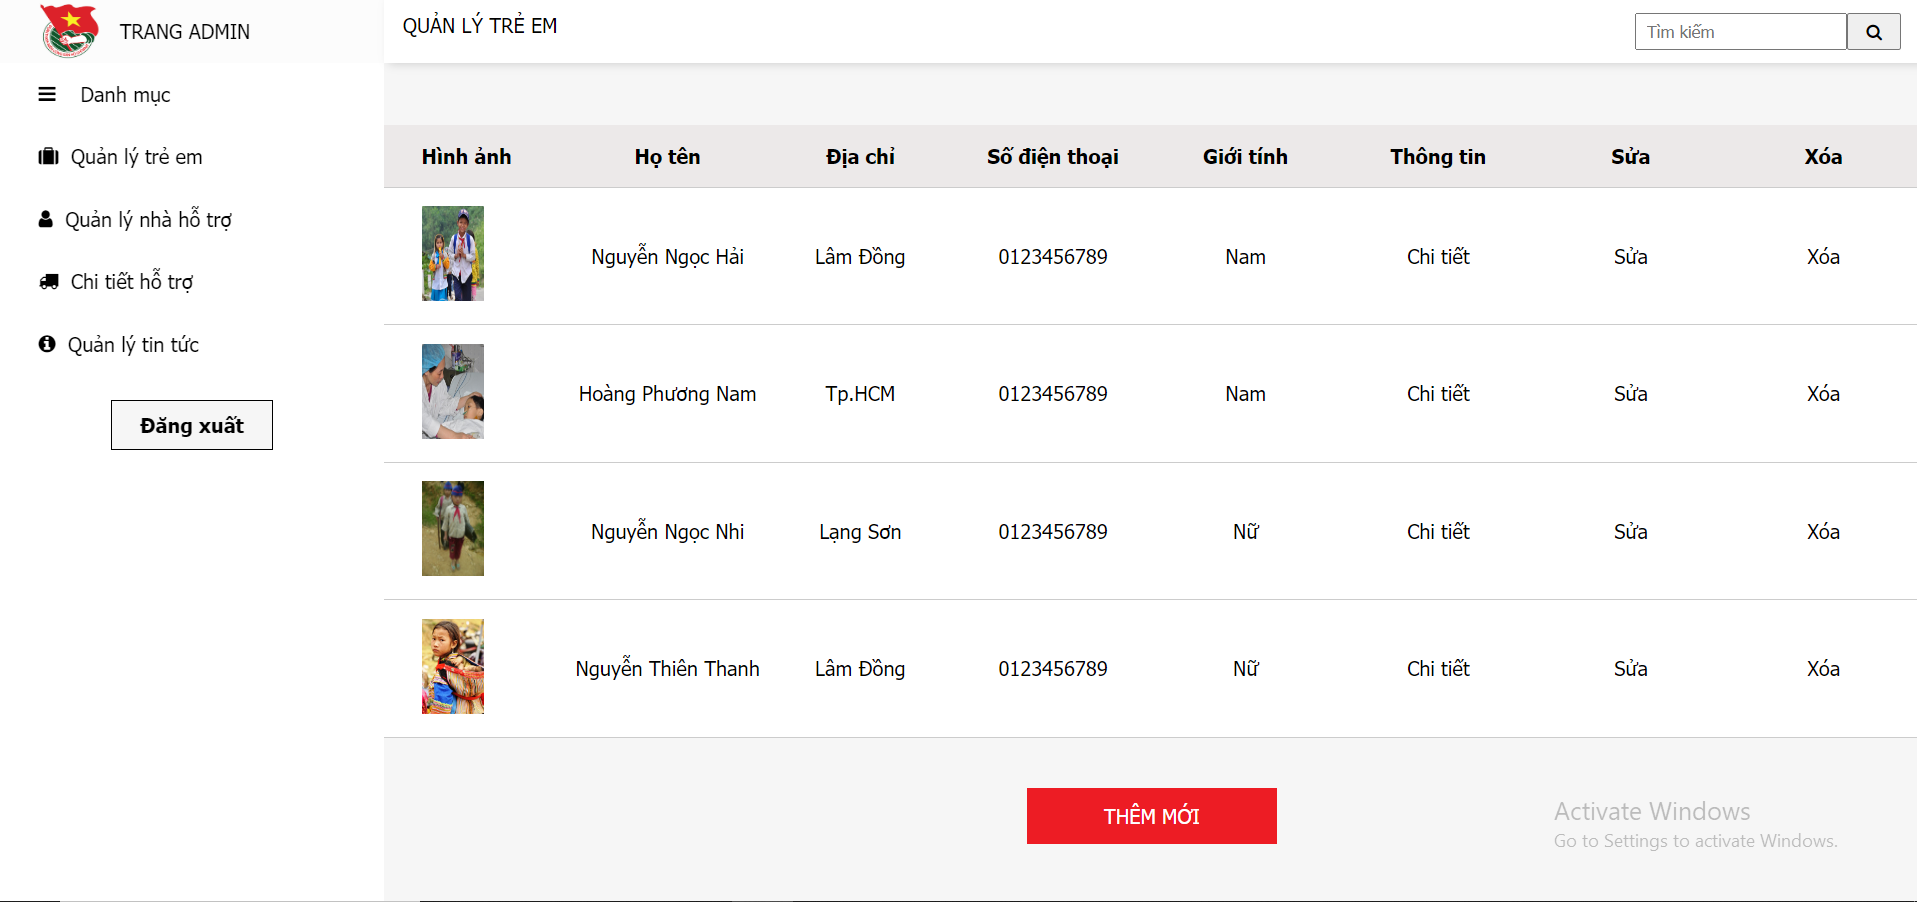 TRANG ADMIN
QUẢN LÝ TRẺ EM
Tìm kiếm
Danh mục
Quản lý trẻ em
Quản lý nhà hỗ trợ
Chi tiết hỗ trợ
Quản lý tin tức
Đăng xuất
Hình ảnh Họ tên Địa chỉ Số điện thoại Giới tính Thông tin Sửa Xóa
Nguyễn Ngọc Hải Lâm Đồng 0123456789 Nam Chi tiết Sửa Xóa
Hoàng Phương Nam Tp.HCM 0123456789 Nam Chi tiết Sửa Xóa
Nguyễn Ngọc Nhi Lạng Sơn 0123456789 Nữ Chi tiết Sửa Xóa
Nguyễn Thiên Thanh Lâm Đồng 0123456789 Nữ Chi tiết Sửa Xóa
THÊM MỚI
Activate Windows
Go to Settings to activate Windows.